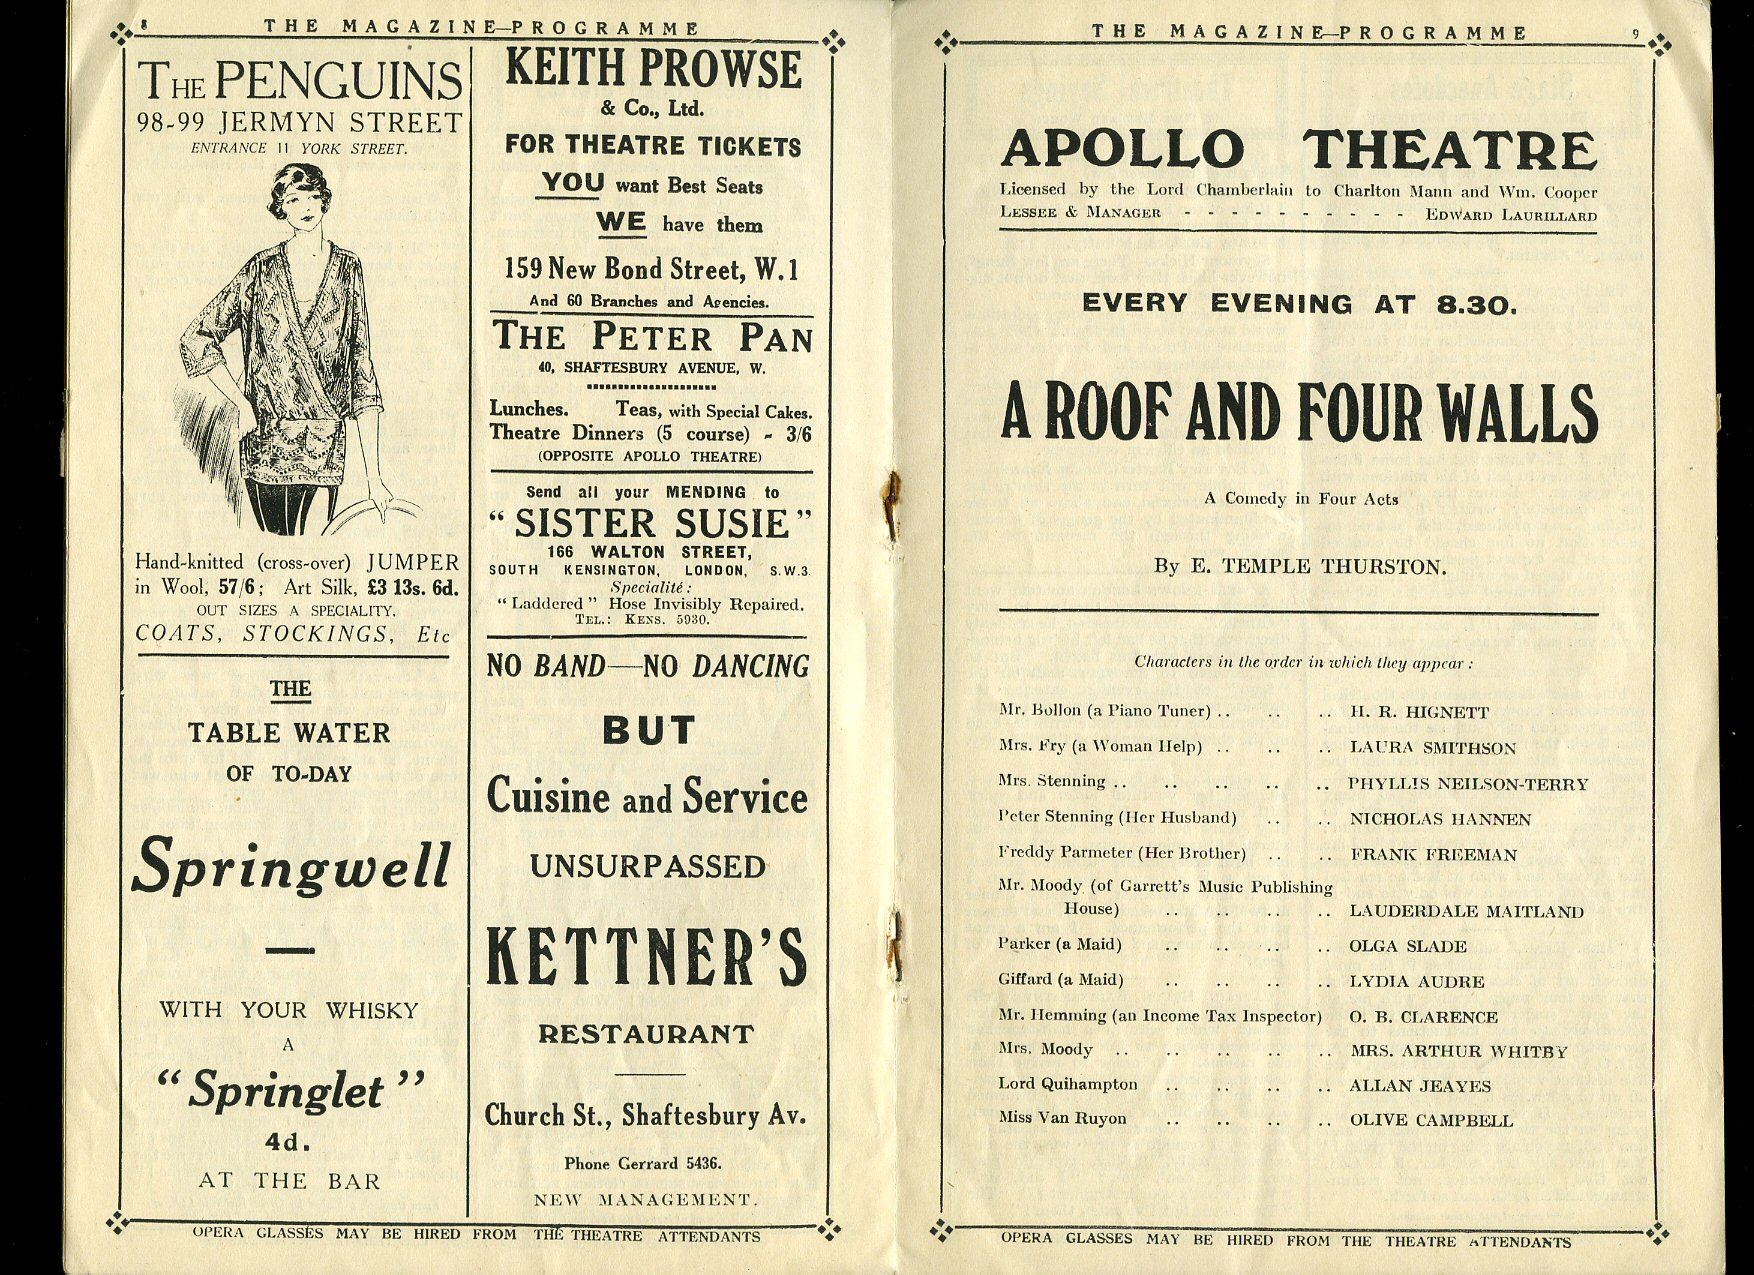 8
THE MAGAZINE—PROGRAMME
THE PENGUINS
98-99 JERMYN STREET
ENTRANCE 11 YORK STREET.
Hand-knitted (cross-over) JUMPER
in Wool, 57/6; Art Silk, £3 13s. 6d.
OUT SIZES A SPECIALITY.
COATS, STOCKINGS, Etc
THE
TABLE WATER
OF TO-DAY
Springwell
—
WITH YOUR WHISKY
A
“Springlet”
4d.
AT THE BAR
KEITH PROWSE
& Co., Ltd.
FOR THEATRE TICKETS
YOU want Best Seats
WE have them
159 New Bond Street, W.1
And 60 Branches and Agencies.
THE PETER PAN
40, SHAFTESBURY AVENUE, W.
Lunches. Teas, with Special Cakes.
Theatre Dinners (5 course) - 3/6
(OPPOSITE APOLLO THEATRE)
Send all your MENDING to
“SISTER SUSIE”
166 WALTON STREET,
SOUTH KENSINGTON, LONDON, S.W.3.
Specialité:
“Laddered” Hose Invisibly Repaired.
TEL.: KENS. 5930.
NO BAND—NO DANCING
BUT
Cuisine and Service
UNSURPASSED
KETTNER'S
RESTAURANT
Church St., Shaftesbury Av.
Phone Gerrard 5436.
NEW MANAGEMENT.
OPERA GLASSES MAY BE HIRED FROM THE THEATRE ATTENDANTS
THE MAGAZINE—PROGRAMME
9
APOLLO THEATRE
Licensed by the Lord Chamberlain to Charlton Mann and Wm. Cooper
LESSEE & MANAGER - - - - - - - - - - EDWARD LAURILLARD
EVERY EVENING AT 8.30.
A ROOF AND FOUR WALLS
A Comedy in Four Acts
By E. TEMPLE THURSTON.
Characters in the order in which they appear:
Mr. Bollon (a Piano Tuner) .. .. .. H. R. HIGNETT
Mrs. Fry (a Woman Help) .. .. .. LAURA SMITHSON
Mrs. Stenning .. .. .. .. .. PHYLLIS NEILSON-TERRY
Peter Stenning (Her Husband) .. .. NICHOLAS HANNEN
Freddy Parmeter (Her Brother) .. .. FRANK FREEMAN
Mr. Moody (of Garrett's Music Publishing
House) .. .. .. .. LAUDERDALE MAITLAND
Parker (a Maid) .. .. .. .. OLGA SLADE
Giffard (a Maid) .. .. .. .. LYDIA AUDRE
Mr. Hemming (an Income Tax Inspector) O. B. CLARENCE
Mrs. Moody .. .. .. .. .. MRS. ARTHUR WHITBY
Lord Quihampton .. .. .. .. ALLAN JEAYES
Miss Van Ruyon .. .. .. .. OLIVE CAMPBELL
OPERA GLASSES MAY BE HIRED FROM THE THEATRE ATTENDANTS